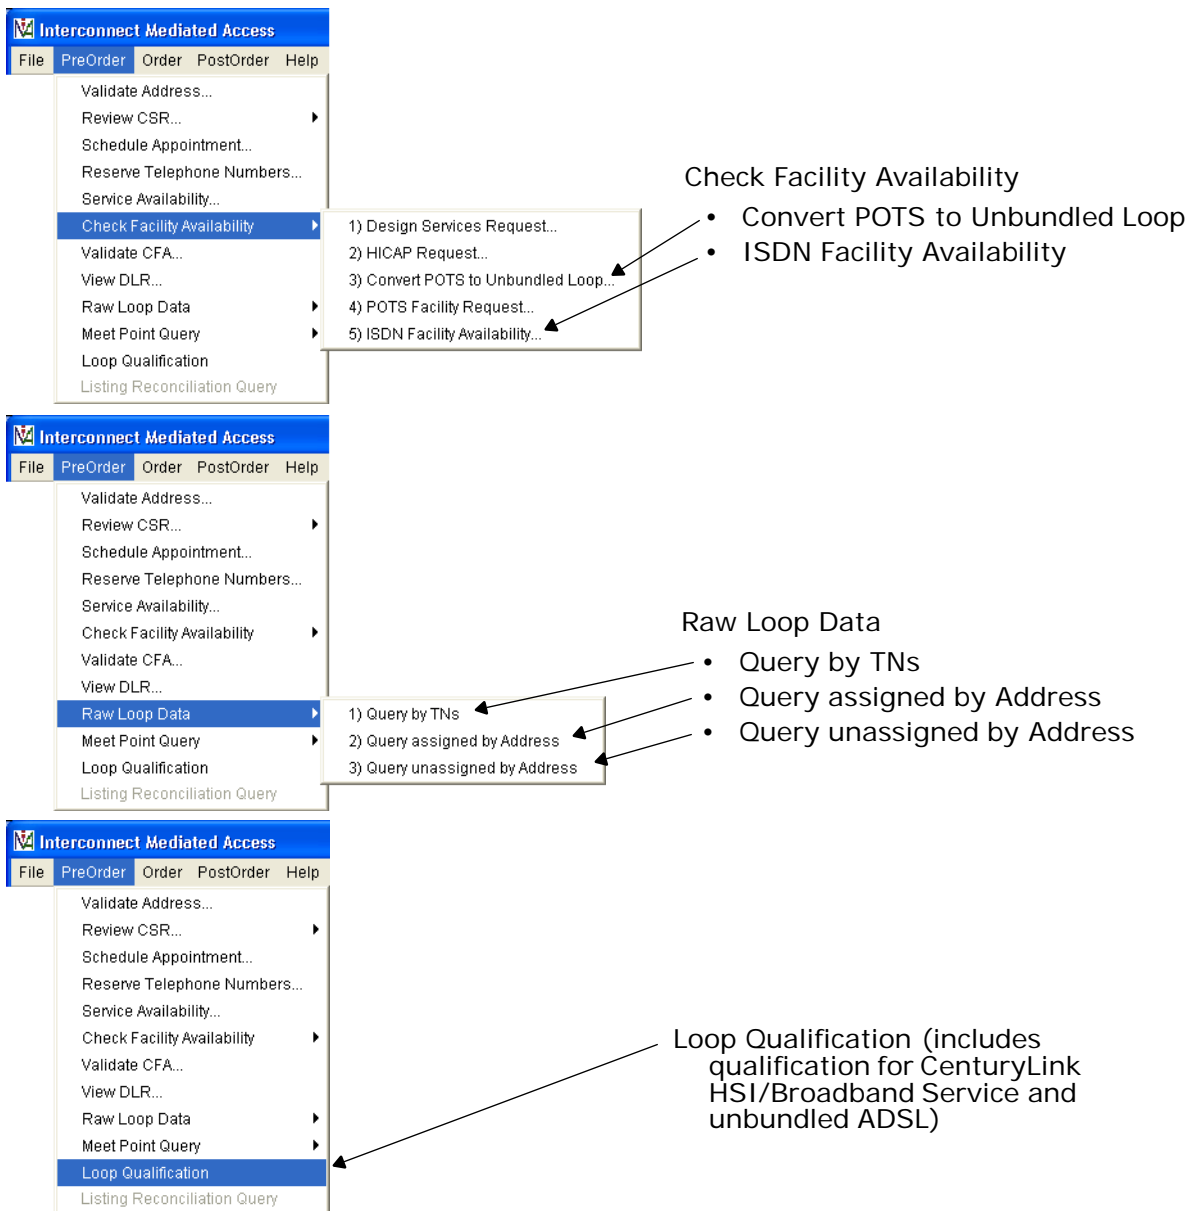 Interconnect Mediated Access
File PreOrder Order PostOrder Help
Validate Address...
Review CSR...
Schedule Appointment...
Reserve Telephone Numbers...
Service Availability...
Check Facility Availability
Validate CFA...
View DLR...
Raw Loop Data
Meet Point Query
Loop Qualification
Listing Reconciliation Query
1) Design Services Request...
2) HICAP Request...
3) Convert POTS to Unbundled Loop...
4) POTS Facility Request...
5) ISDN Facility Availability...
Check Facility Availability
• Convert POTS to Unbundled Loop
• ISDN Facility Availability
Interconnect Mediated Access
File PreOrder Order PostOrder Help
Validate Address...
Review CSR...
Schedule Appointment...
Reserve Telephone Numbers...
Service Availability...
Check Facility Availability
Validate CFA...
View DLR...
Raw Loop Data
Meet Point Query
Loop Qualification
Listing Reconciliation Query
1) Query by TNs
2) Query assigned by Address
3) Query unassigned by Address
Raw Loop Data
• Query by TNs
• Query assigned by Address
• Query unassigned by Address
Interconnect Mediated Access
File PreOrder Order PostOrder Help
Validate Address...
Review CSR...
Schedule Appointment...
Reserve Telephone Numbers...
Service Availability...
Check Facility Availability
Validate CFA...
View DLR...
Raw Loop Data
Meet Point Query
Loop Qualification
Listing Reconciliation Query
Loop Qualification (includes
qualification for CenturyLink
HSI/Broadband Service and
unbundled ADSL)